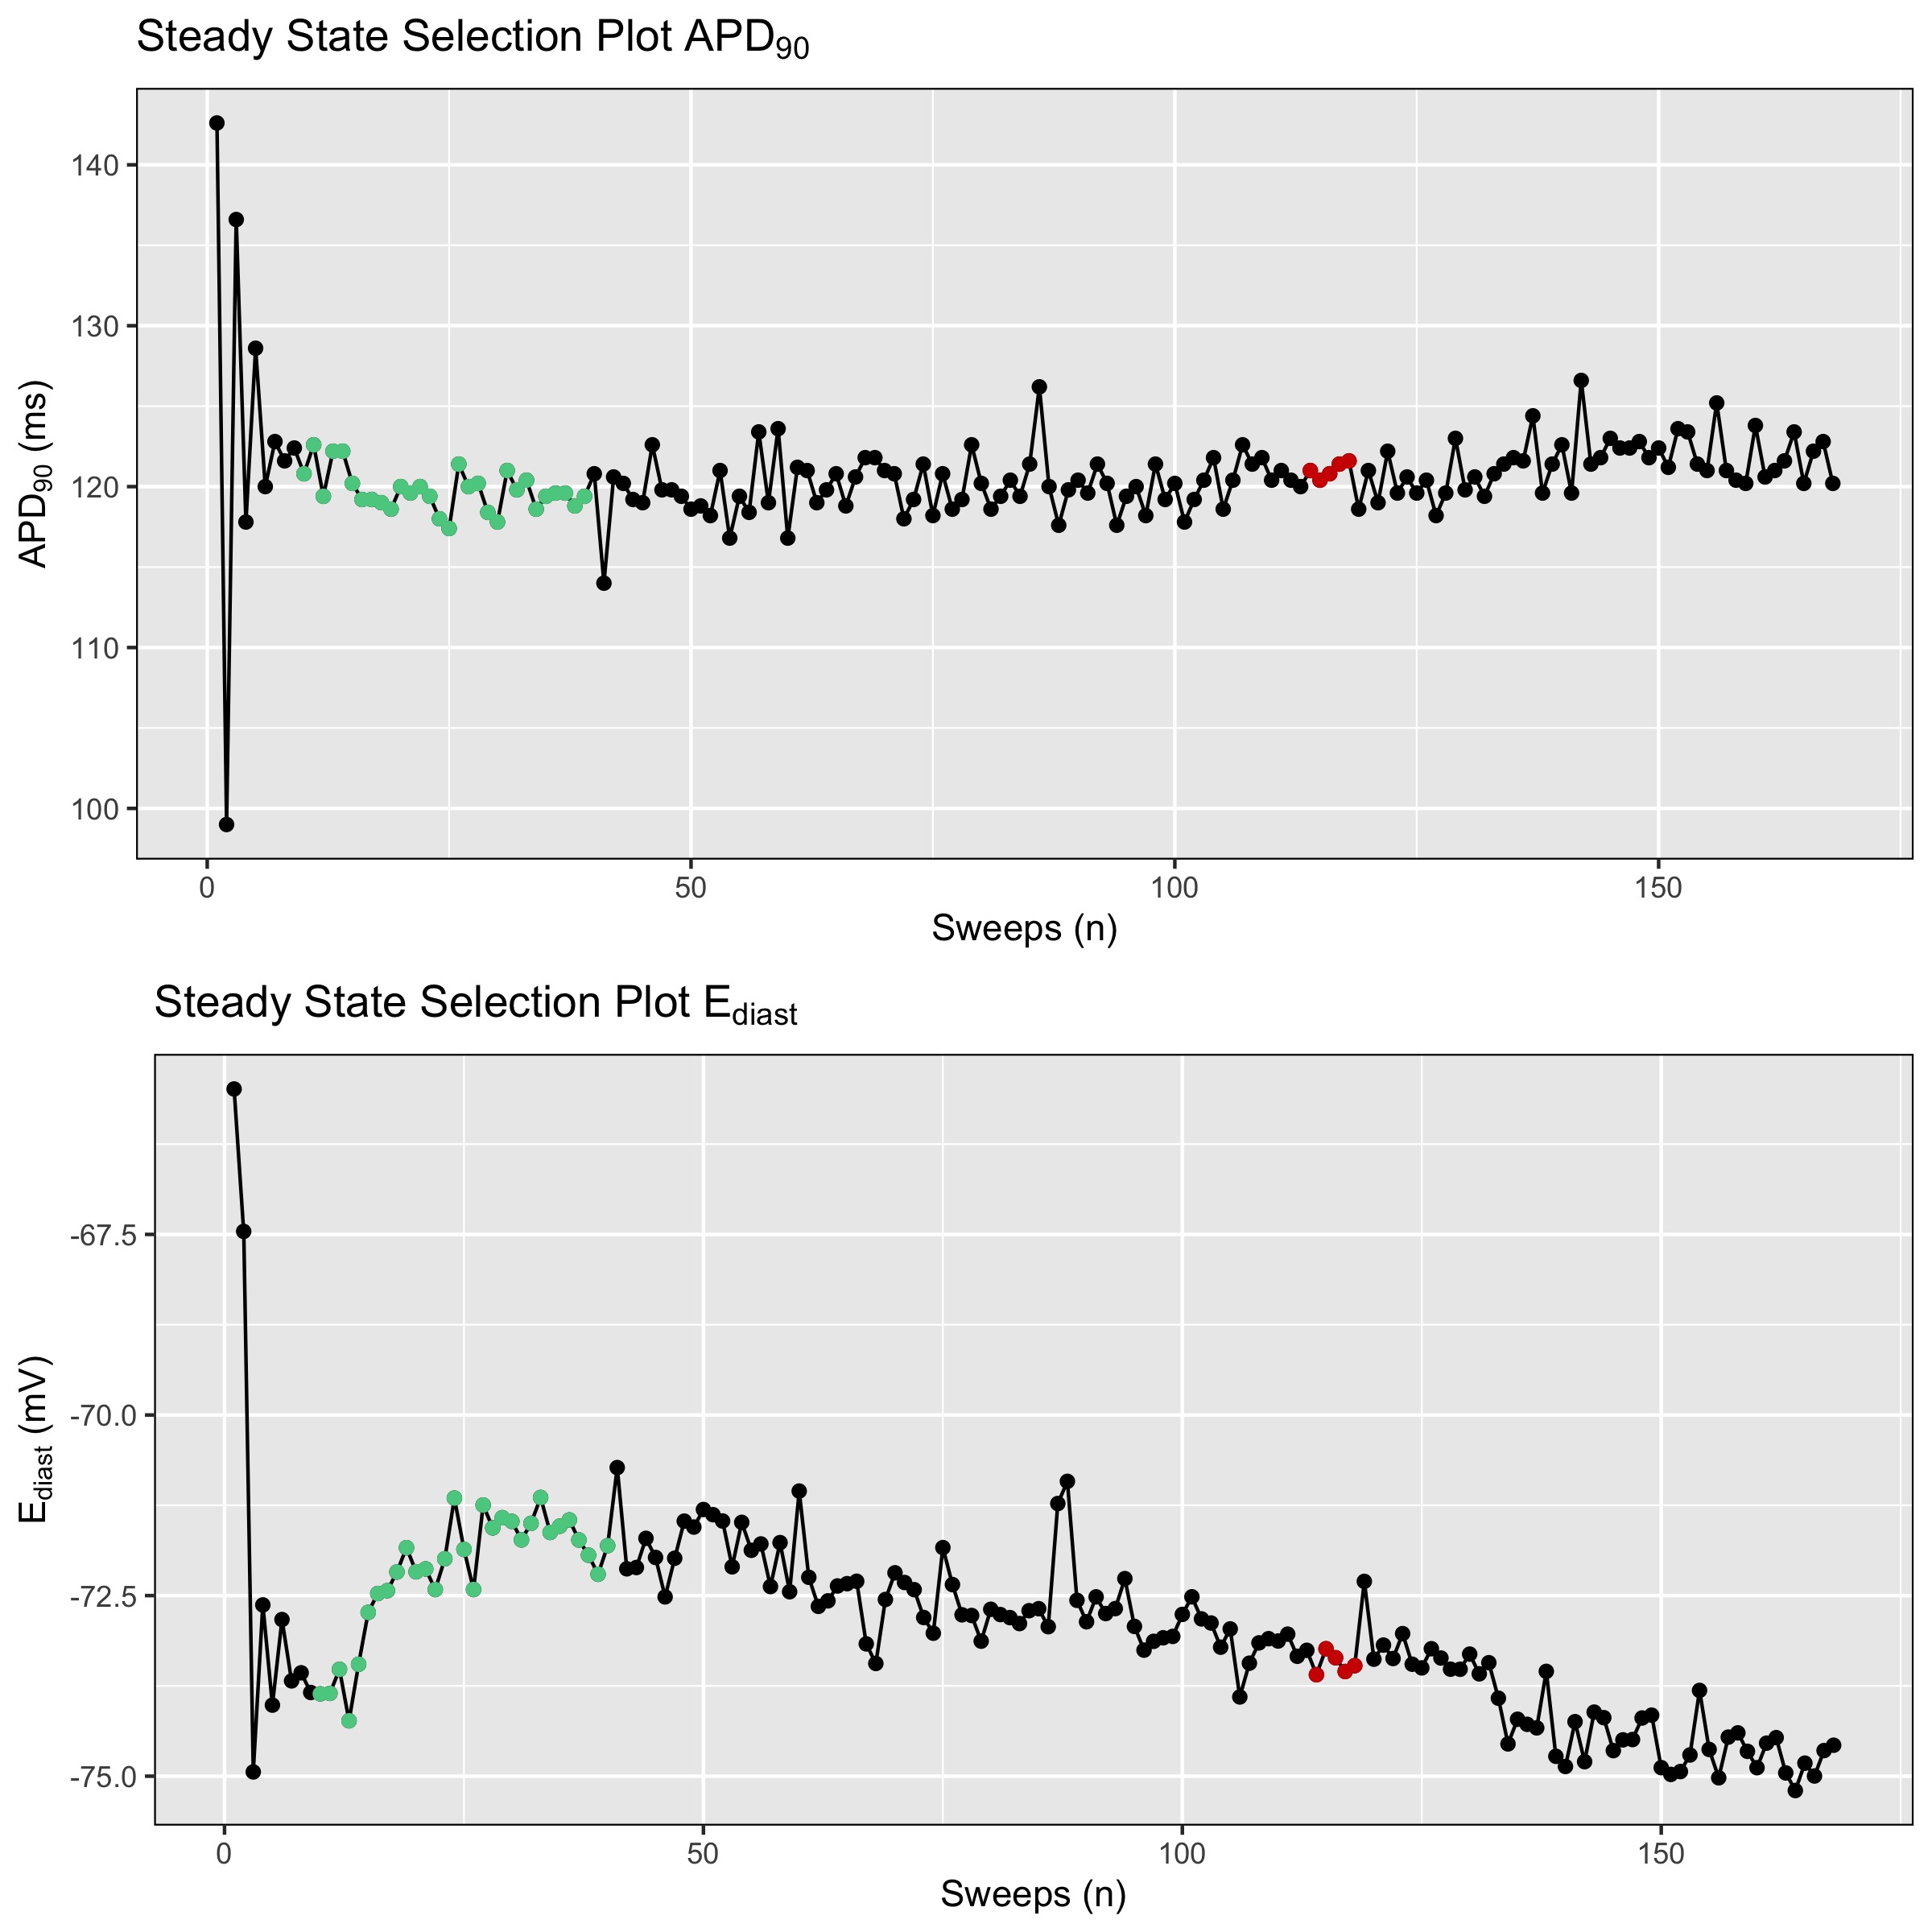 Steady State Selection Plot APD90
140
130
120
110
100
APD90 (ms)
0 50 100 150
Sweeps (n)
Steady State Selection Plot Ediast
-67.5
-70.0
-72.5
-75.0
Ediast (mV)
0 50 100 150
Sweeps (n)